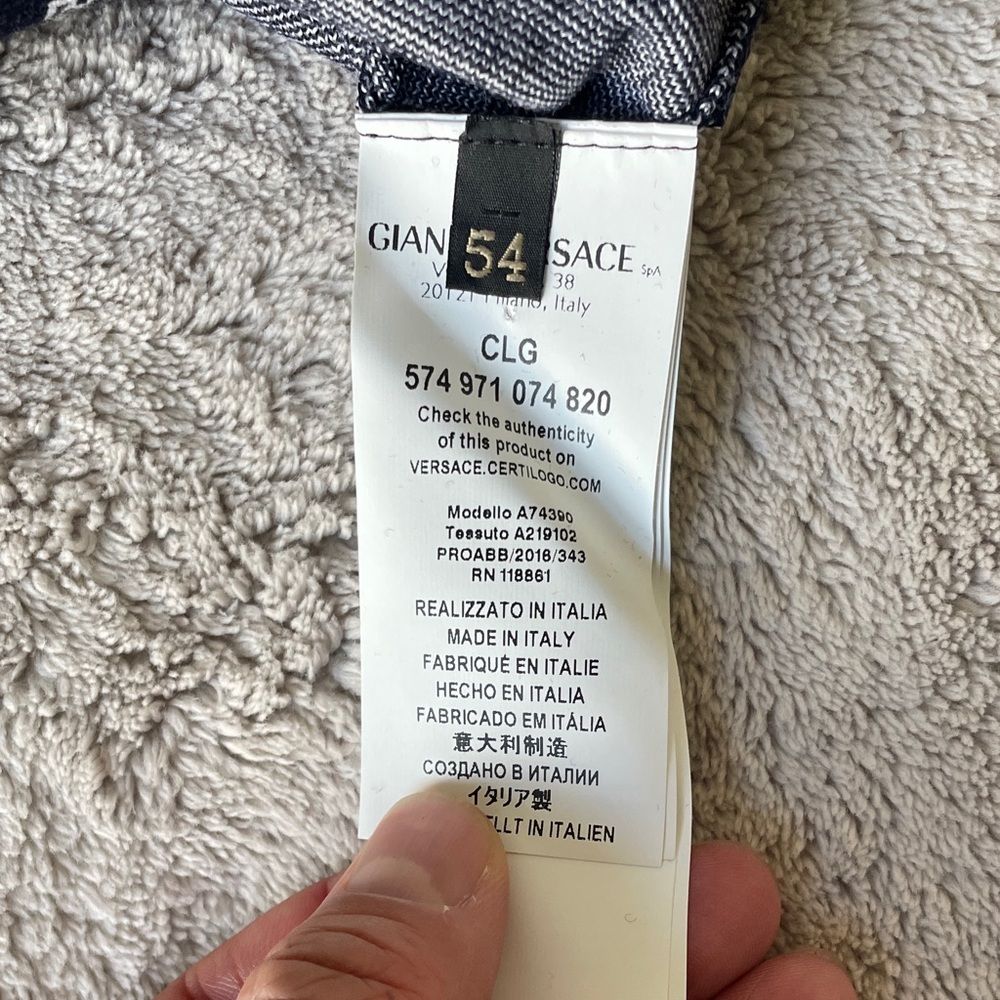 54
GIAN SACE SpA
38
20121 Milano, Italy
CLG
574 971 074 820
Check the authenticity
of this product on
VERSACE.CERTILOGO.COM
Modello A74390
Tessuto A219102
PROABB/2016/343
RN 118861
REALIZZATO IN ITALIA
MADE IN ITALY
FABRIQUÉ EN ITALIE
HECHO EN ITALIA
FABRICADO EM ITÁLIA
意大利制造
СОЗДАНО В ИТАЛИИ
イタリア製
ELLT IN ITALIEN